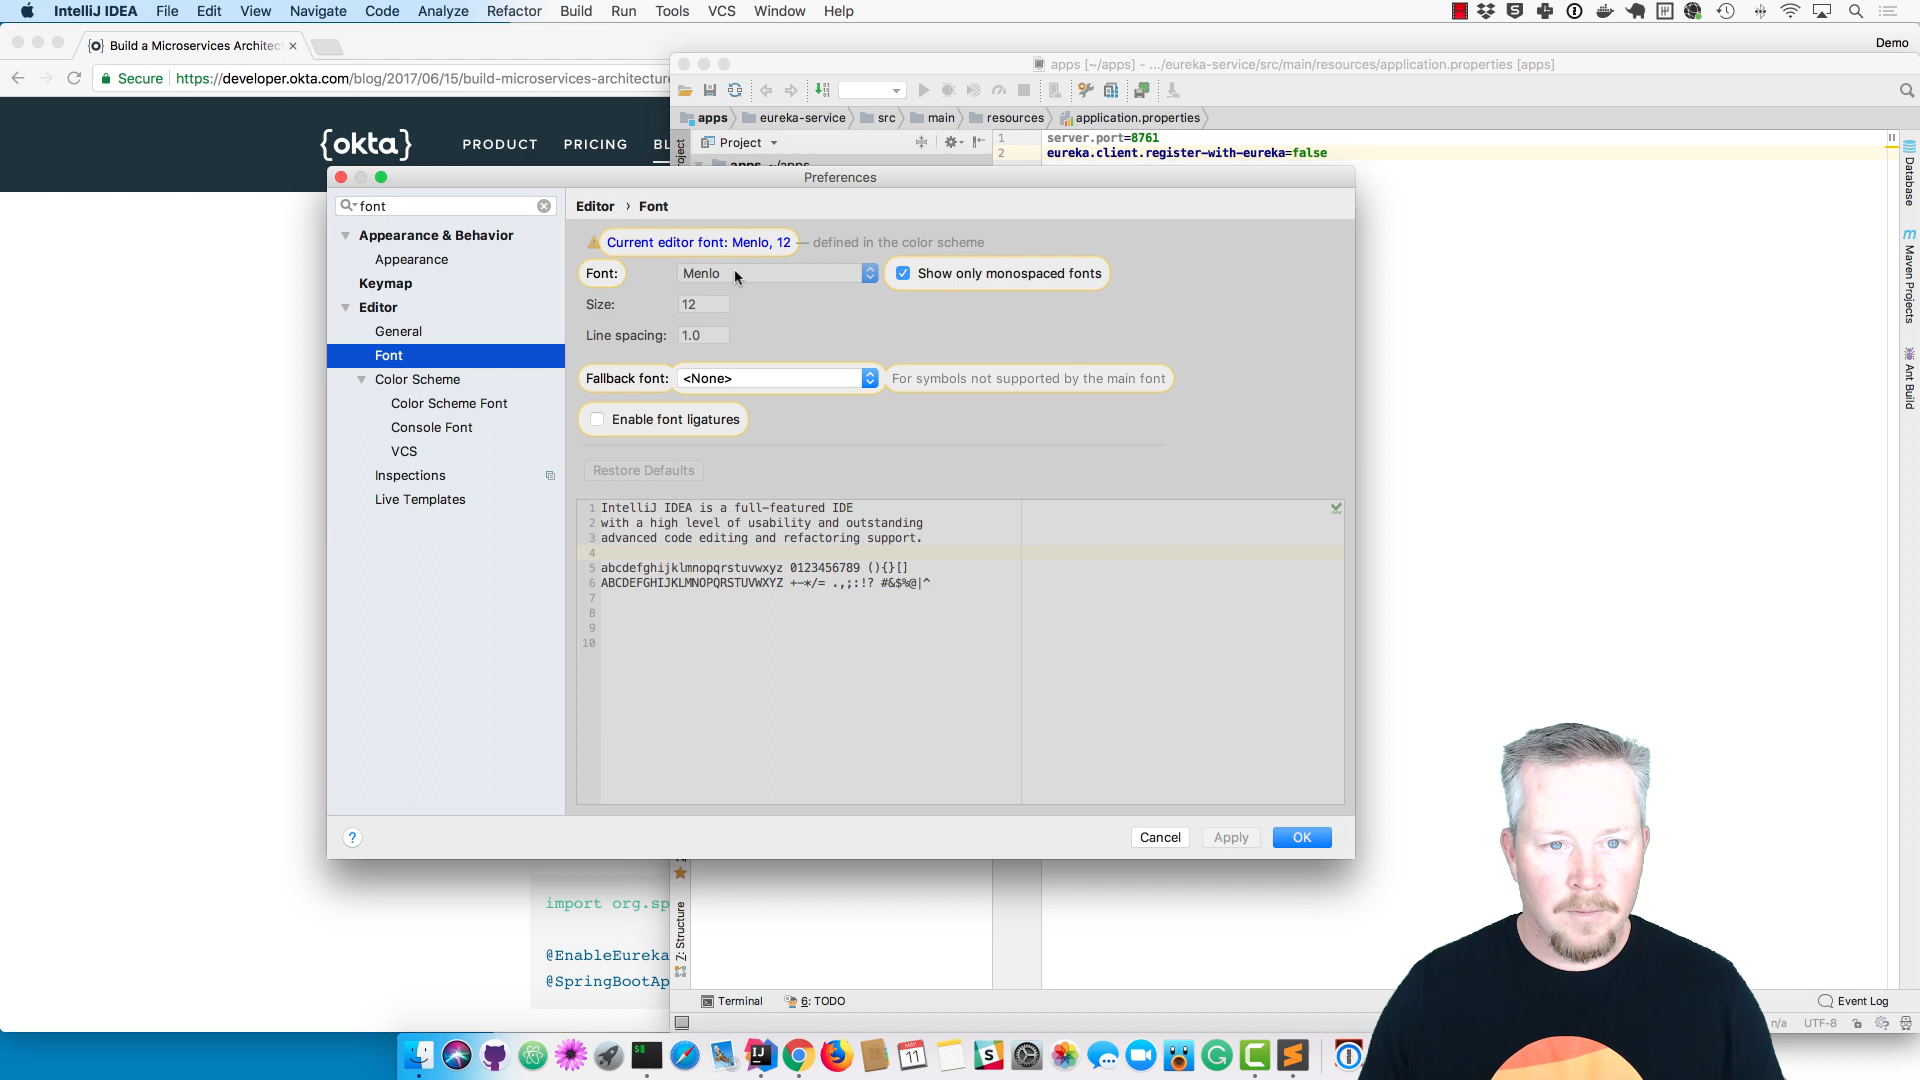 IntelliJ IDEA File Edit View Navigate Code Analyze Refactor Build Run Tools VCS Window Help
Build a Microservices Architec
Demo
Secure https://developer.okta.com/blog/2017/06/15/build-microservices-architecture
apps [~/apps] - .../eureka-service/src/main/resources/application.properties [apps]
{okta} PRODUCT PRICING BL
apps eureka-service src main resources application.properties
Project
apps ~/apps
1 server.port=8761
2 eureka.client.register-with-eureka=false
Database
Maven Projects
Ant Build
Preferences
font
Appearance & Behavior
Appearance
Keymap
Editor
General
Font
Color Scheme
Color Scheme Font
Console Font
VCS
Inspections
Live Templates
Editor › Font
Current editor font: Menlo, 12 — defined in the color scheme
Font: Menlo Show only monospaced fonts
Size: 12
Line spacing: 1.0
Fallback font: <None> For symbols not supported by the main font
Enable font ligatures
Restore Defaults
1 IntelliJ IDEA is a full-featured IDE
2 with a high level of usability and outstanding
3 advanced code editing and refactoring support.
4
5 abcdefghijklmnopqrstuvwxyz 0123456789 (){}[]
6 ABCDEFGHIJKLMNOPQRSTUVWXYZ +-*/= .,;:!? #&$%@|^
7
8
9
10
? Cancel Apply OK
import org.sp
@EnableEureka
@SpringBootAp
Z: Structure
Terminal 6: TODO Event Log
n/a UTF-8
MAY
11